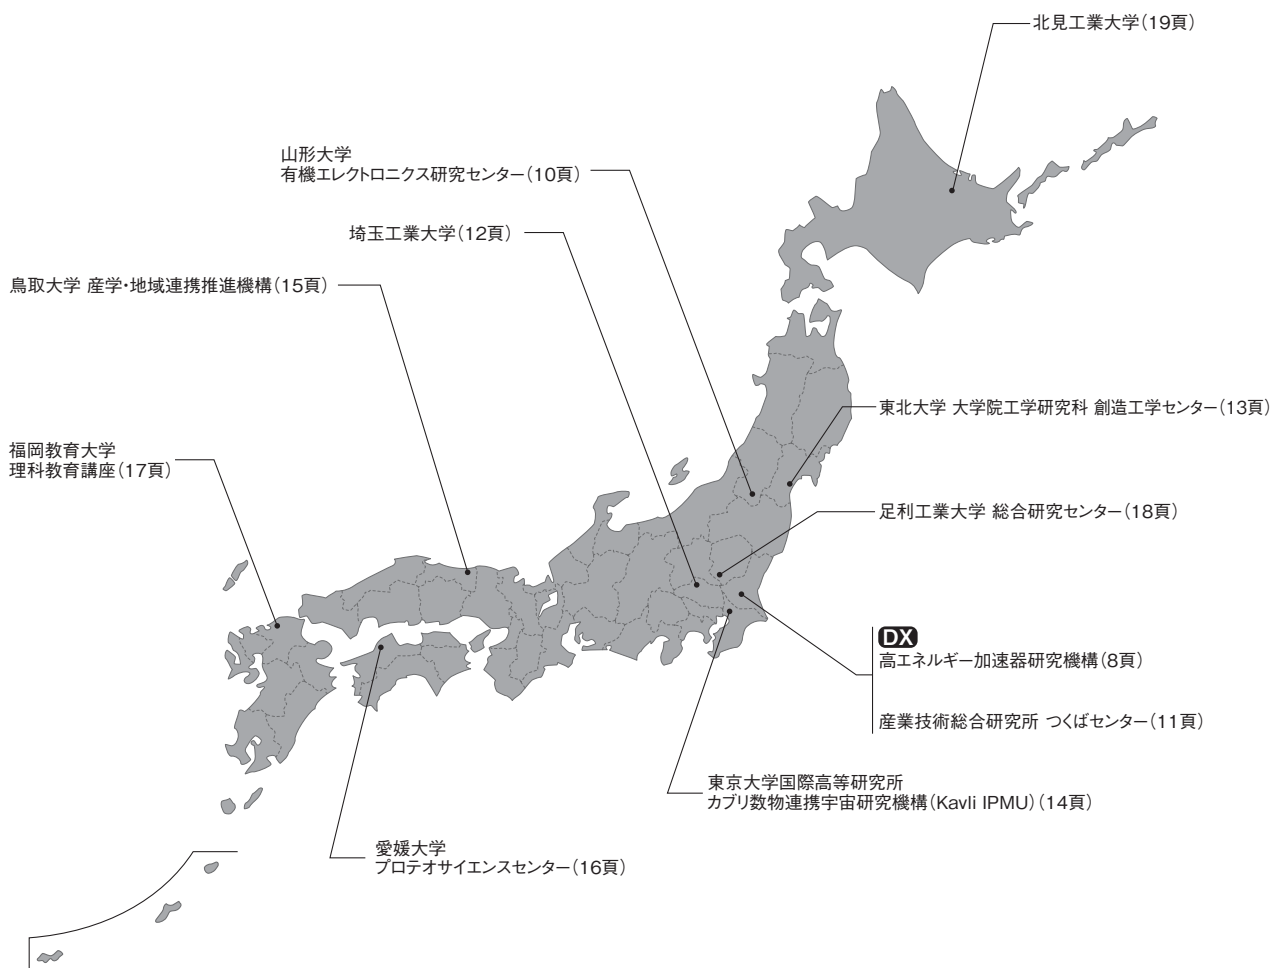 北見工業大学(19頁)
山形大学
有機エレクトロニクス研究センター(10頁)
埼玉工業大学(12頁)
鳥取大学 産学・地域連携推進機構(15頁)
東北大学 大学院工学研究科 創造工学センター(13頁)
福岡教育大学
理科教育講座(17頁)
足利工業大学 総合研究センター(18頁)
DX
高エネルギー加速器研究機構(8頁)
産業技術総合研究所 つくばセンター(11頁)
東京大学国際高等研究所
カブリ数物連携宇宙研究機構(Kavli IPMU)(14頁)
愛媛大学
プロテオサイエンスセンター(16頁)